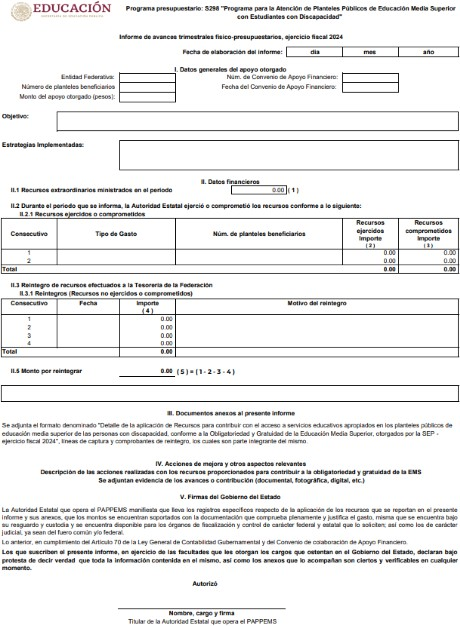 EDUCACIÓN
Programa presupuestario: S298 "Programa para la Atención de Planteles Públicos de Educación Media Superior
con Estudiantes con Discapacidad"
Informe de avances trimestrales físico-presupuestarios, ejercicio fiscal 2024
Fecha de elaboración del informe: día mes año
I. Datos generales del apoyo otorgado
Entidad Federativa: Núm. de Convenio de Apoyo Financiero:
Número de planteles beneficiarios Fecha del Convenio de Apoyo Financiero:
Monto del apoyo otorgado (pesos):
Objetivo:
Estrategias Implementadas:
II. Datos financieros
II.1 Recursos extraordinarios ministrados en el periodo 0.00 ( 1 )
II.2 Durante el periodo que se informa, la Autoridad Estatal ejerció o comprometió los recursos conforme a lo siguiente:
II.2.1 Recursos ejercidos o comprometidos
Consecutivo Tipo de Gasto Núm. de planteles beneficiarios Recursos ejercidos Importe ( 2 ) Recursos comprometidos Importe ( 3 )
1 0.00 0.00
2 0.00 0.00
Total 0.00 0.00
II.3 Reintegro de recursos efectuados a la Tesorería de la Federación
II.3.1 Reintegros (Recursos no ejercidos o comprometidos)
Consecutivo Fecha Importe ( 4 ) Motivo del reintegro
1 0.00
2 0.00
3 0.00
4 0.00
Total 0.00
II.5 Monto por reintegrar 0.00 ( 5 ) = ( 1 - 2 - 3 - 4 )
III. Documentos anexos al presente informe
Se adjunta el formato denominado "Detalle de la aplicación de Recursos para contribuir con el acceso a servicios educativos apropiados en los planteles públicos de
educación media superior de las personas con discapacidad, conforme a la Obligatoriedad y Gratuidad de la Educación Media Superior, otorgados por la SEP -
ejercicio fiscal 2024", líneas de captura y comprobantes de reintegro, los cuales son parte integrante del mismo.
IV. Acciones de mejora y otros aspectos relevantes
Descripción de las acciones realizadas con los recursos proporcionados para contribuir a la obligatoriedad y gratuidad de la EMS
Se adjuntan evidencias de los avances o contribución (documental, fotográfica, digital, etc.)
V. Firmas del Gobierno del Estado
La Autoridad Estatal que opera el PAPPEMS manifiesta que lleva los registros específicos respecto de la aplicación de los recursos que se reportan en el presente
informe y sus anexos, que los montos se encuentran soportados con la documentación que comprueba plenamente y justifica el gasto, misma que se encuentra bajo
su resguardo y custodia y se encuentra disponible para los órganos de fiscalización y control de carácter federal y estatal que lo soliciten; así como los de carácter
judicial, ya sean del fuero común y/o federal.
Lo anterior, en cumplimiento del Artículo 70 de la Ley General de Contabilidad Gubernamental y del Convenio de colaboración de Apoyo Financiero.
Los que suscriben el presente informe, en ejercicio de las facultades que les otorgan los cargos que ostentan en el Gobierno del Estado, declaran bajo
protesta de decir verdad que toda la información contenida en el mismo, así como los anexos que lo acompañan son ciertos y verificables en cualquier
momento.
Autorizó
Nombre, cargo y firma
Titular de la Autoridad Estatal que opera el PAPPEMS